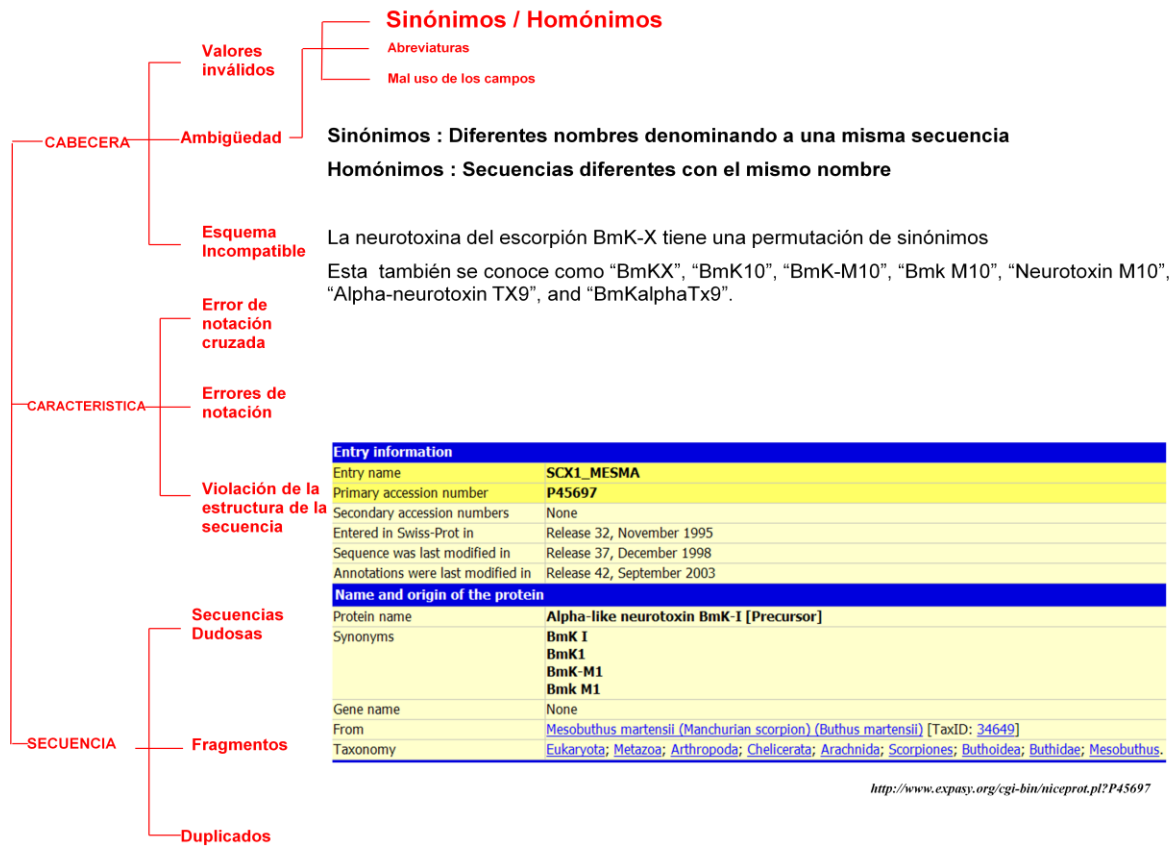 Sinónimos / Homónimos
Abreviaturas
Mal uso de los campos
Valores
inválidos
CABECERA
Ambigüedad
Sinónimos : Diferentes nombres denominando a una misma secuencia
Homónimos : Secuencias diferentes con el mismo nombre
Esquema
Incompatible
La neurotoxina del escorpión BmK-X tiene una permutación de sinónimos
Esta también se conoce como “BmKX”, “BmK10”, “BmK-M10”, “Bmk M10”, “Neurotoxin M10”,
“Alpha-neurotoxin TX9”, and “BmKalphaTx9”.
Error de
notación
cruzada
CARACTERISTICA
Errores de
notación
Violación de la
estructura de la
secuencia
Entry information
Entry name SCX1_MESMA
Primary accession number P45697
Secondary accession numbers None
Entered in Swiss-Prot in Release 32, November 1995
Sequence was last modified in Release 37, December 1998
Annotations were last modified in Release 42, September 2003
Name and origin of the protein
Protein name Alpha-like neurotoxin BmK-I [Precursor]
Synonyms BmK I
BmK1
BmK-M1
Bmk M1
Gene name None
From Mesobuthus martensii (Manchurian scorpion) (Buthus martensii) [TaxID: 34649]
Taxonomy Eukaryota; Metazoa; Arthropoda; Chelicerata; Arachnida; Scorpiones; Buthoidea; Buthidae; Mesobuthus.
http://www.expasy.org/cgi-bin/niceprot.pl?P45697
Secuencias
Dudosas
SECUENCIA
Fragmentos
Duplicados